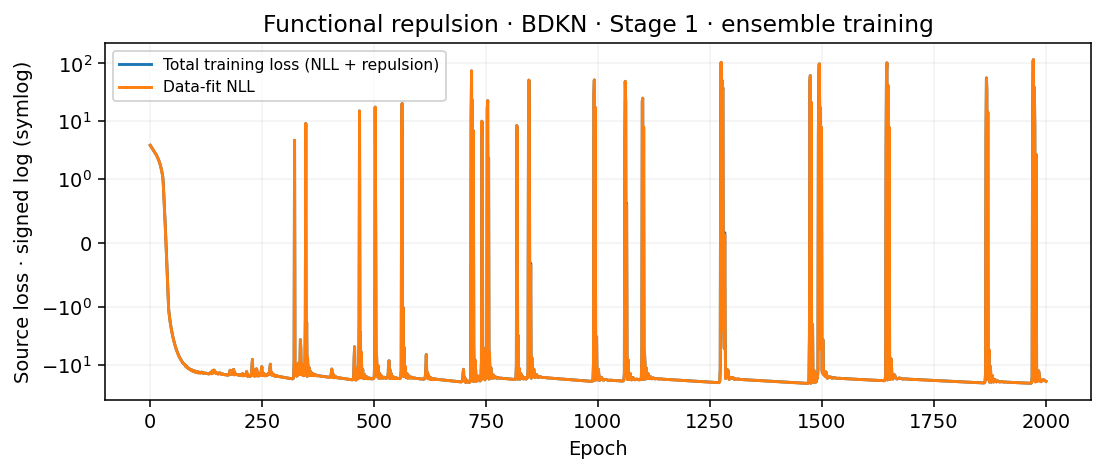 Functional repulsion · BDKN · Stage 1 · ensemble training
Total training loss (NLL + repulsion)
Data-fit NLL
Source loss · signed log (symlog)
10²
10¹
10⁰
0
−10⁰
−10¹
0 250 500 750 1000 1250 1500 1750 2000
Epoch